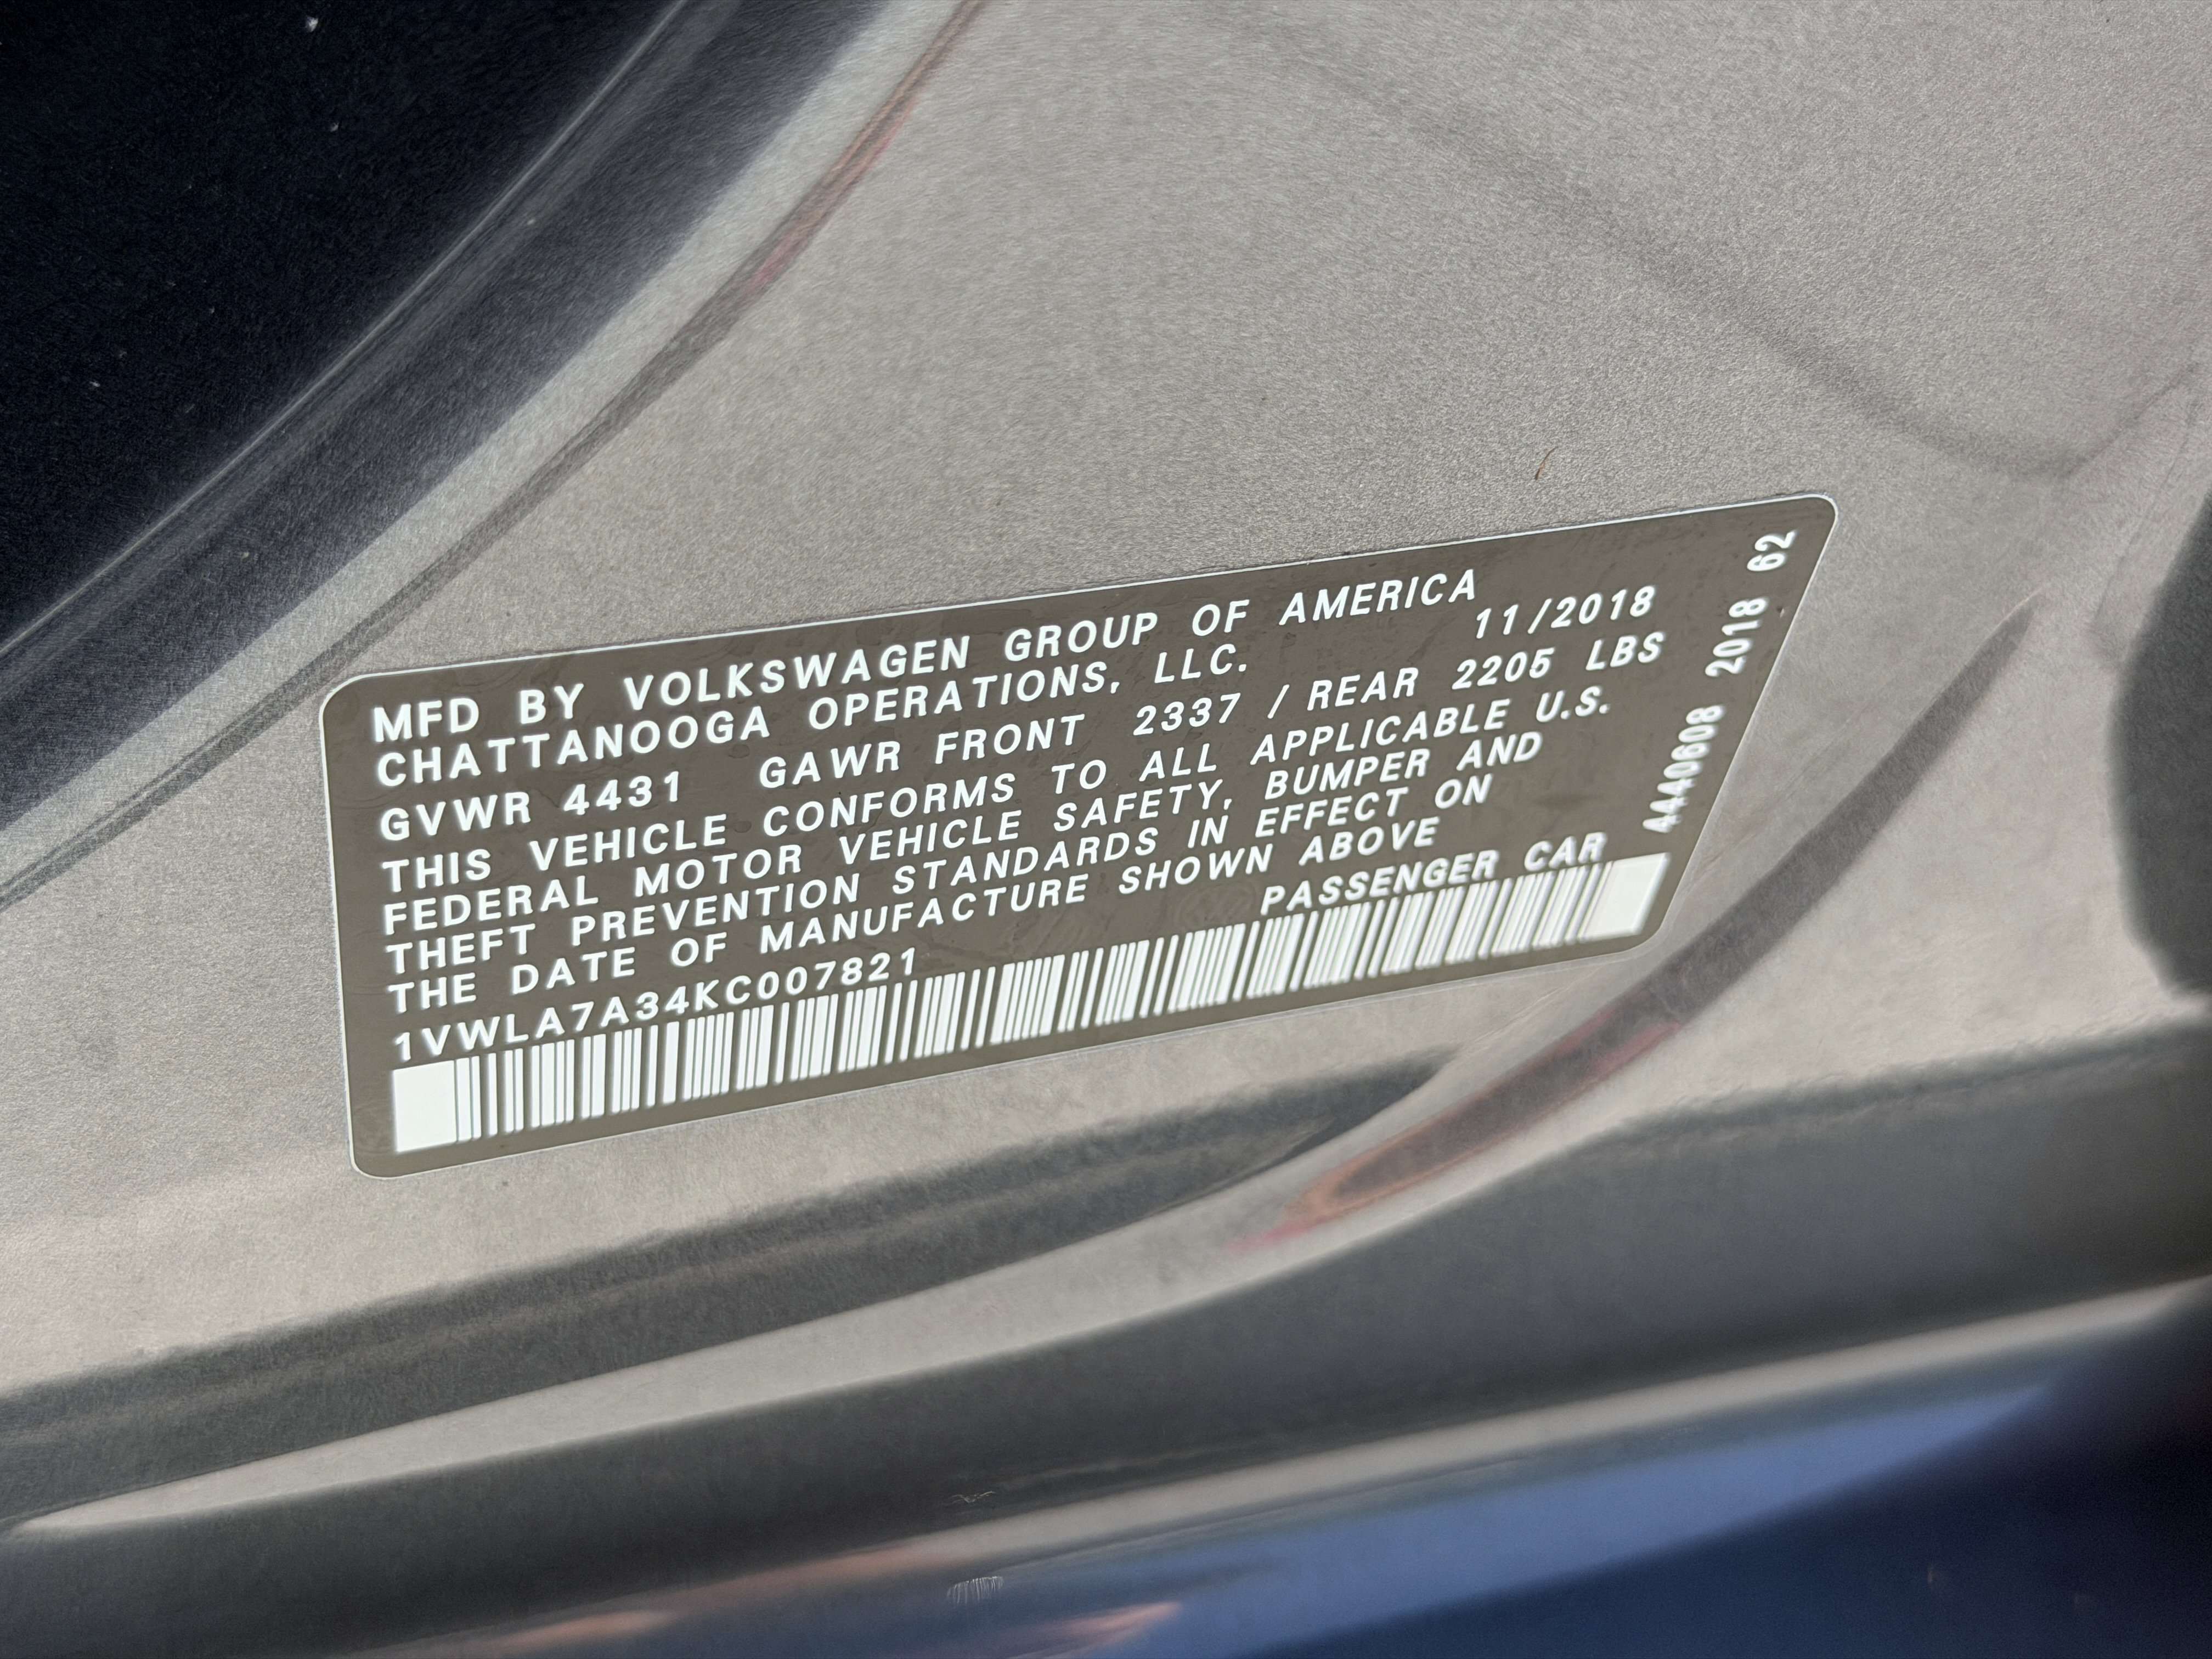 MFD BY VOLKSWAGEN GROUP OF AMERICA
CHATTANOOGA OPERATIONS, LLC. 11/2018
GVWR 4431 GAWR FRONT 2337 / REAR 2205 LBS
THIS VEHICLE CONFORMS TO ALL APPLICABLE U.S.
FEDERAL MOTOR VEHICLE SAFETY, BUMPER AND
THEFT PREVENTION STANDARDS IN EFFECT ON
THE DATE OF MANUFACTURE SHOWN ABOVE
1VWLA7A34KC007821 PASSENGER CAR
4440608 2018 62